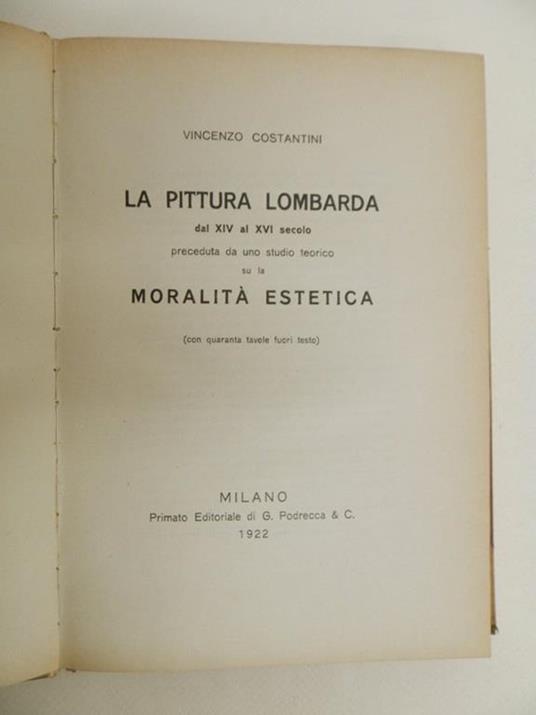 VINCENZO COSTANTINI
LA PITTURA LOMBARDA
dal XIV al XVI secolo
preceduta da uno studio teorico
su la
MORALITÀ ESTETICA
(con quaranta tavole fuori testo)
MILANO
Primato Editoriale di G. Podrecca & C.
1922